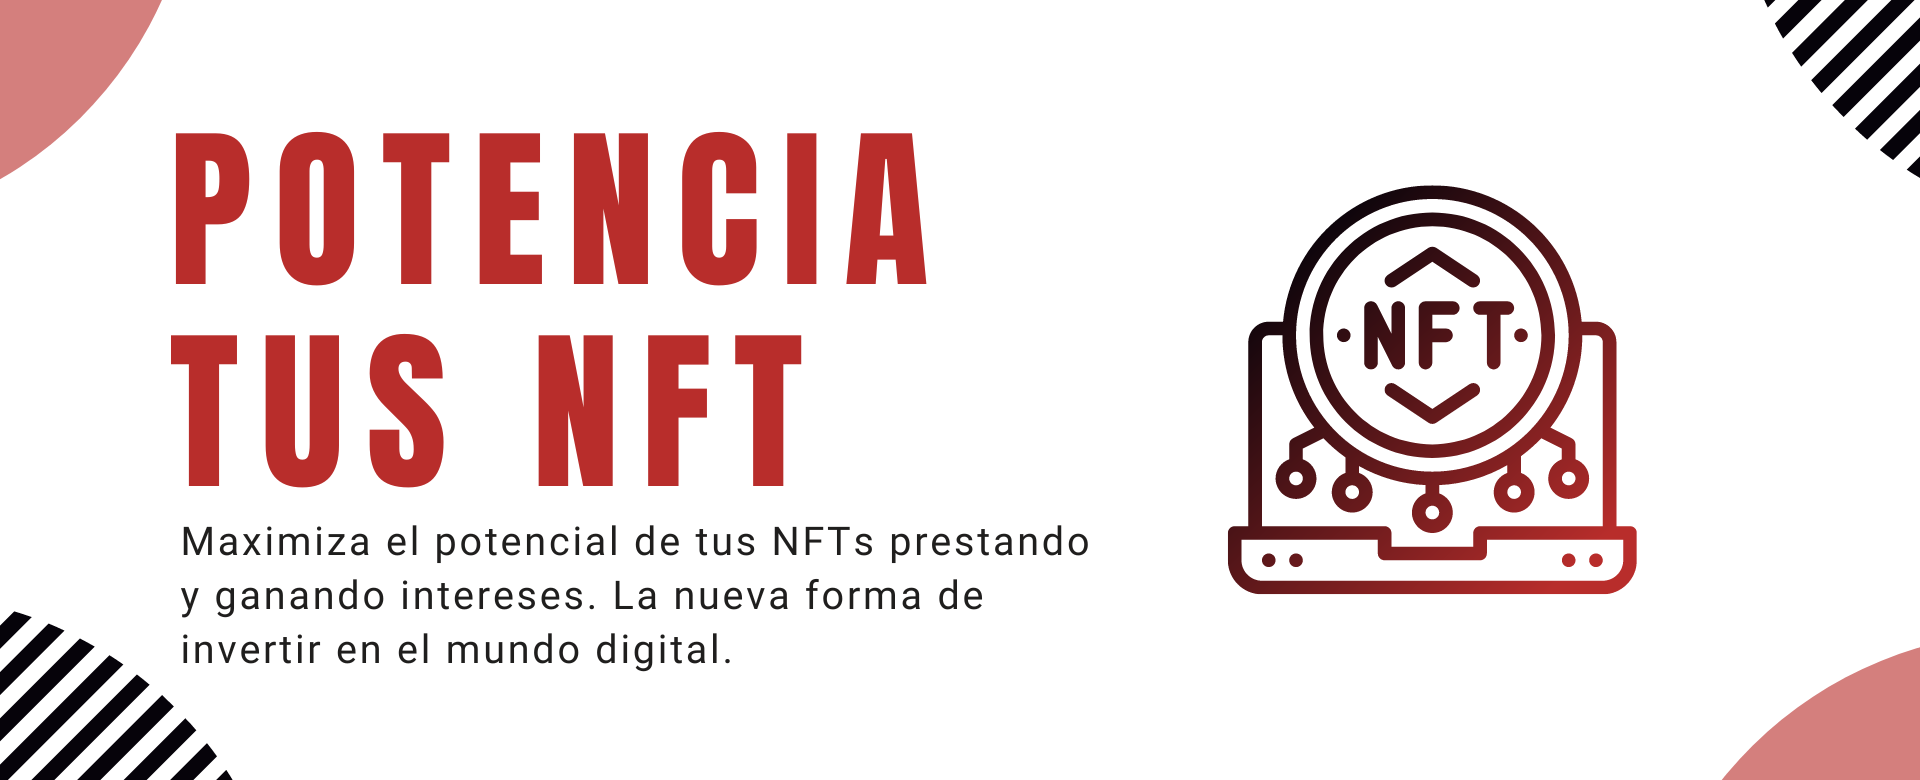 POTENCIA
TUS NFT
Maximiza el potencial de tus NFTs prestando
y ganando intereses. La nueva forma de
invertir en el mundo digital.
NFT